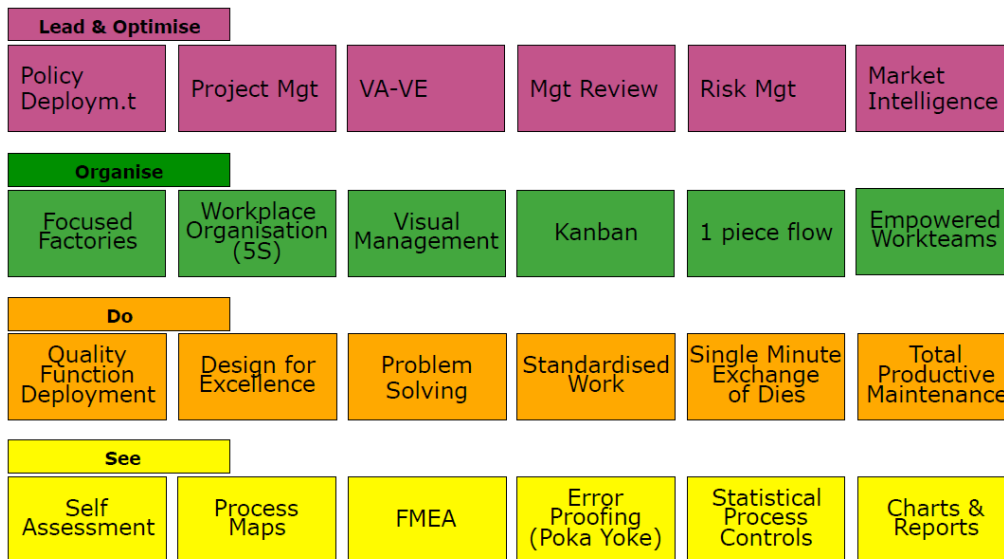 Lead & Optimise
Policy
Deploym.t
Project Mgt
VA-VE
Mgt Review
Risk Mgt
Market
Intelligence
Organise
Focused
Factories
Workplace
Organisation
(5S)
Visual
Management
Kanban
1 piece flow
Empowered
Workteams
Do
Quality
Function
Deployment
Design for
Excellence
Problem
Solving
Standardised
Work
Single Minute
Exchange
of Dies
Total
Productive
Maintenance
See
Self
Assessment
Process
Maps
FMEA
Error
Proofing
(Poka Yoke)
Statistical
Process
Controls
Charts &
Reports